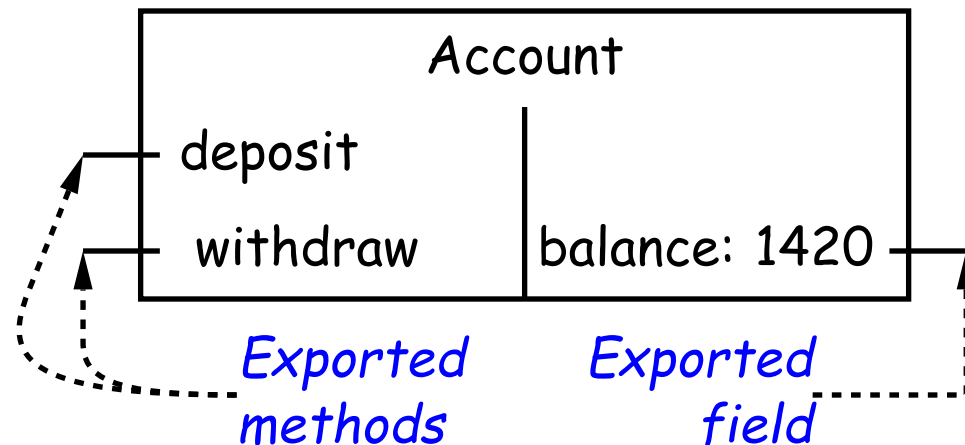 Account
deposit
withdraw
balance: 1420
Exported
methods
Exported
field